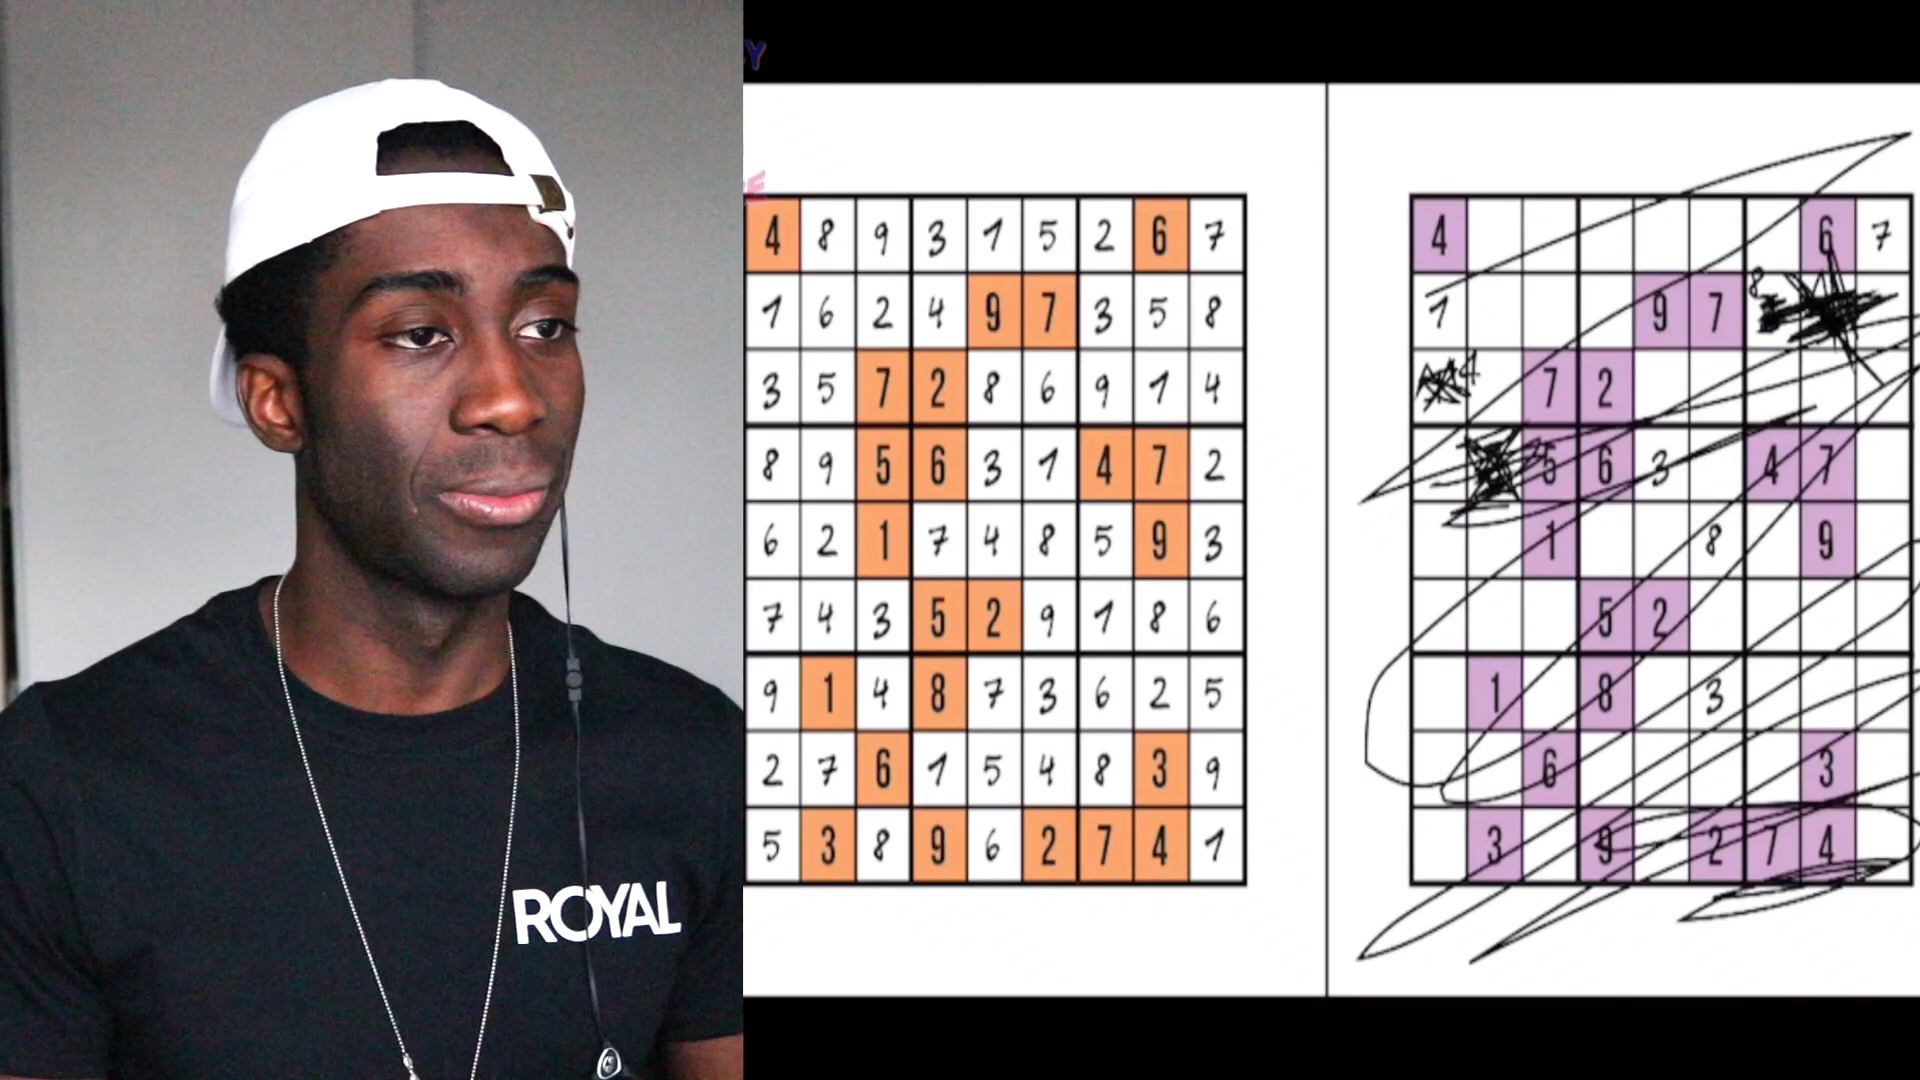 Y
E
4 8 9 3 1 5 2 6 7
1 6 2 4 9 7 3 5 8
3 5 7 2 8 6 9 1 4
8 9 5 6 3 1 4 7 2
6 2 1 7 4 8 5 9 3
7 4 3 5 2 9 1 8 6
9 1 4 8 7 3 6 2 5
2 7 6 1 5 4 8 3 9
5 3 8 9 6 2 7 4 1
4 6 7
1 9 7 8
4 7 2
5 6 3 4 7
1 8 9
5 2
1 8 3
6 3
3 9 2 7 4
ROYAL